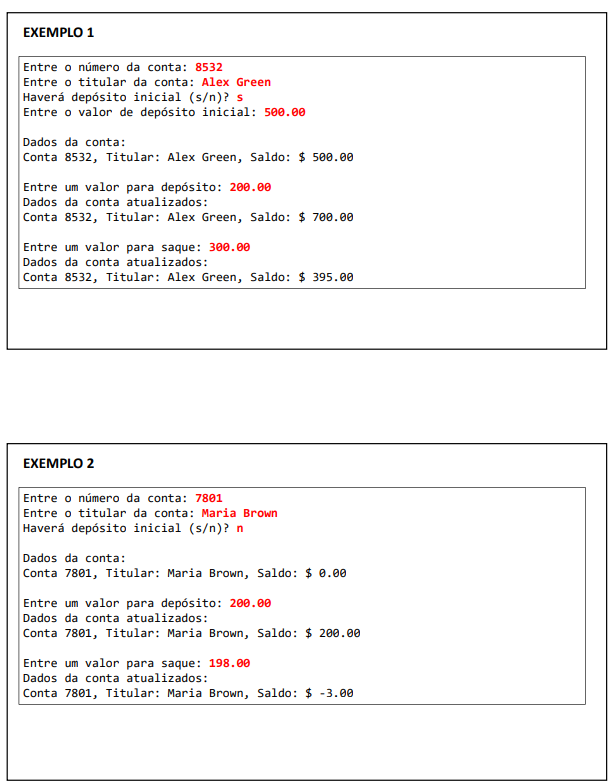 EXEMPLO 1
Entre o número da conta: 8532
Entre o titular da conta: Alex Green
Haverá depósito inicial (s/n)? s
Entre o valor de depósito inicial: 500.00
Dados da conta:
Conta 8532, Titular: Alex Green, Saldo: $ 500.00
Entre um valor para depósito: 200.00
Dados da conta atualizados:
Conta 8532, Titular: Alex Green, Saldo: $ 700.00
Entre um valor para saque: 300.00
Dados da conta atualizados:
Conta 8532, Titular: Alex Green, Saldo: $ 395.00
EXEMPLO 2
Entre o número da conta: 7801
Entre o titular da conta: Maria Brown
Haverá depósito inicial (s/n)? n
Dados da conta:
Conta 7801, Titular: Maria Brown, Saldo: $ 0.00
Entre um valor para depósito: 200.00
Dados da conta atualizados:
Conta 7801, Titular: Maria Brown, Saldo: $ 200.00
Entre um valor para saque: 198.00
Dados da conta atualizados:
Conta 7801, Titular: Maria Brown, Saldo: $ -3.00